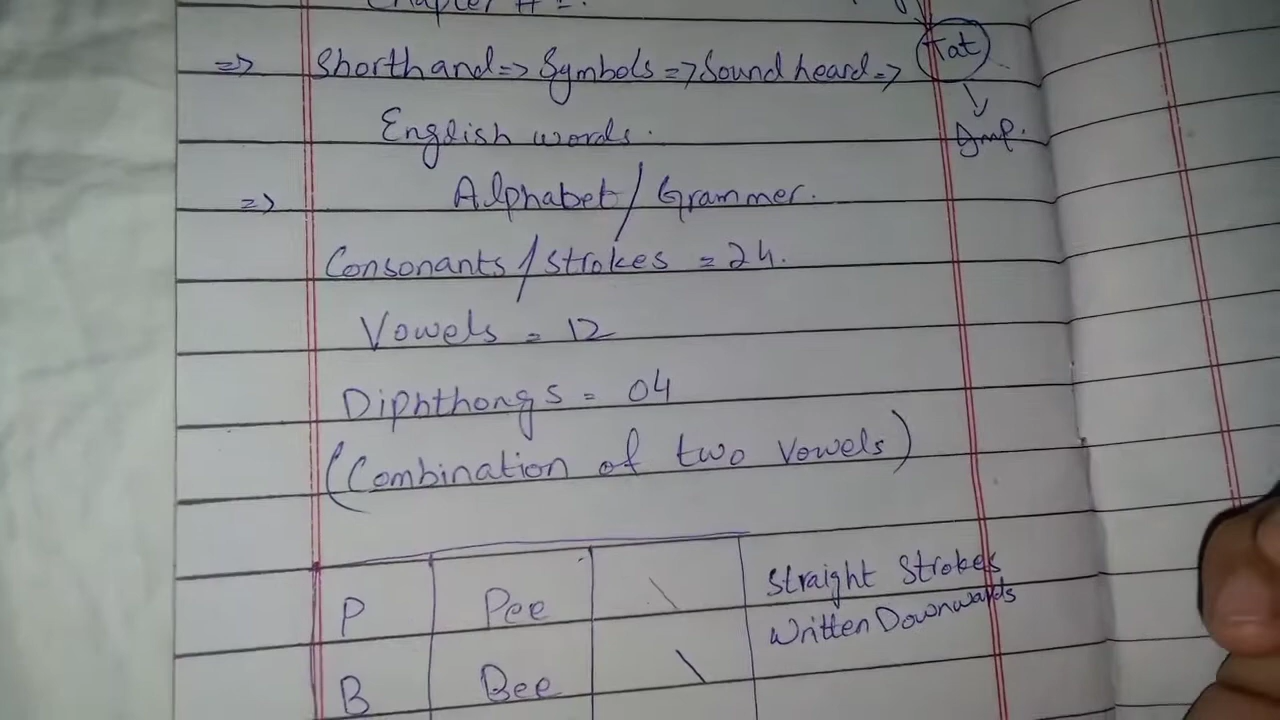 Chapter #
=> Shorthand => Symbols => Sound heard =>
English words.
=> Alphabet/Grammer.
Consonants/strokes = 24.
Vowels = 12
Diphthongs = 04
(Combination of two vowels)
P Pee \ Straight Strokes
Written Downwards
B Bee \